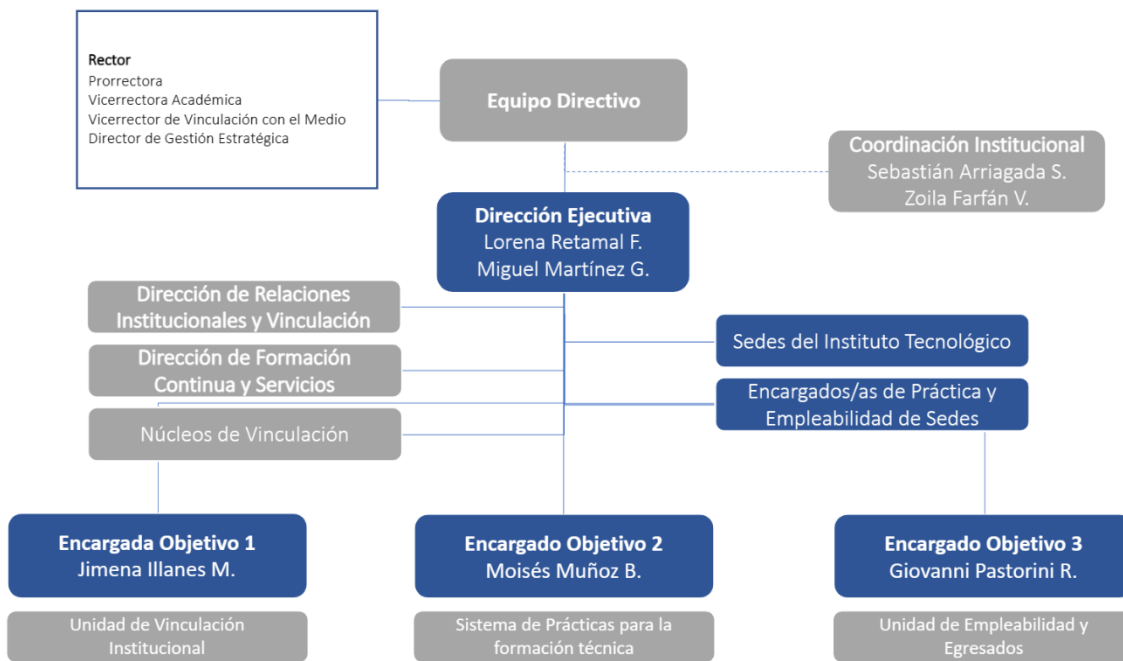 Rector
Prorrectora
Vicerrectora Académica
Vicerrector de Vinculación con el Medio
Director de Gestión Estratégica
Equipo Directivo
Coordinación Institucional
Sebastián Arriagada S.
Zoila Farfán V.
Dirección Ejecutiva
Lorena Retamal F.
Miguel Martínez G.
Dirección de Relaciones
Institucionales y Vinculación
Dirección de Formación
Continua y Servicios
Núcleos de Vinculación
Sedes del Instituto Tecnológico
Encargados/as de Práctica y
Empleabilidad de Sedes
Encargada Objetivo 1
Jimena Illanes M.
Encargado Objetivo 2
Moisés Muñoz B.
Encargado Objetivo 3
Giovanni Pastorini R.
Unidad de Vinculación
Institucional
Sistema de Prácticas para la
formación técnica
Unidad de Empleabilidad y
Egresados